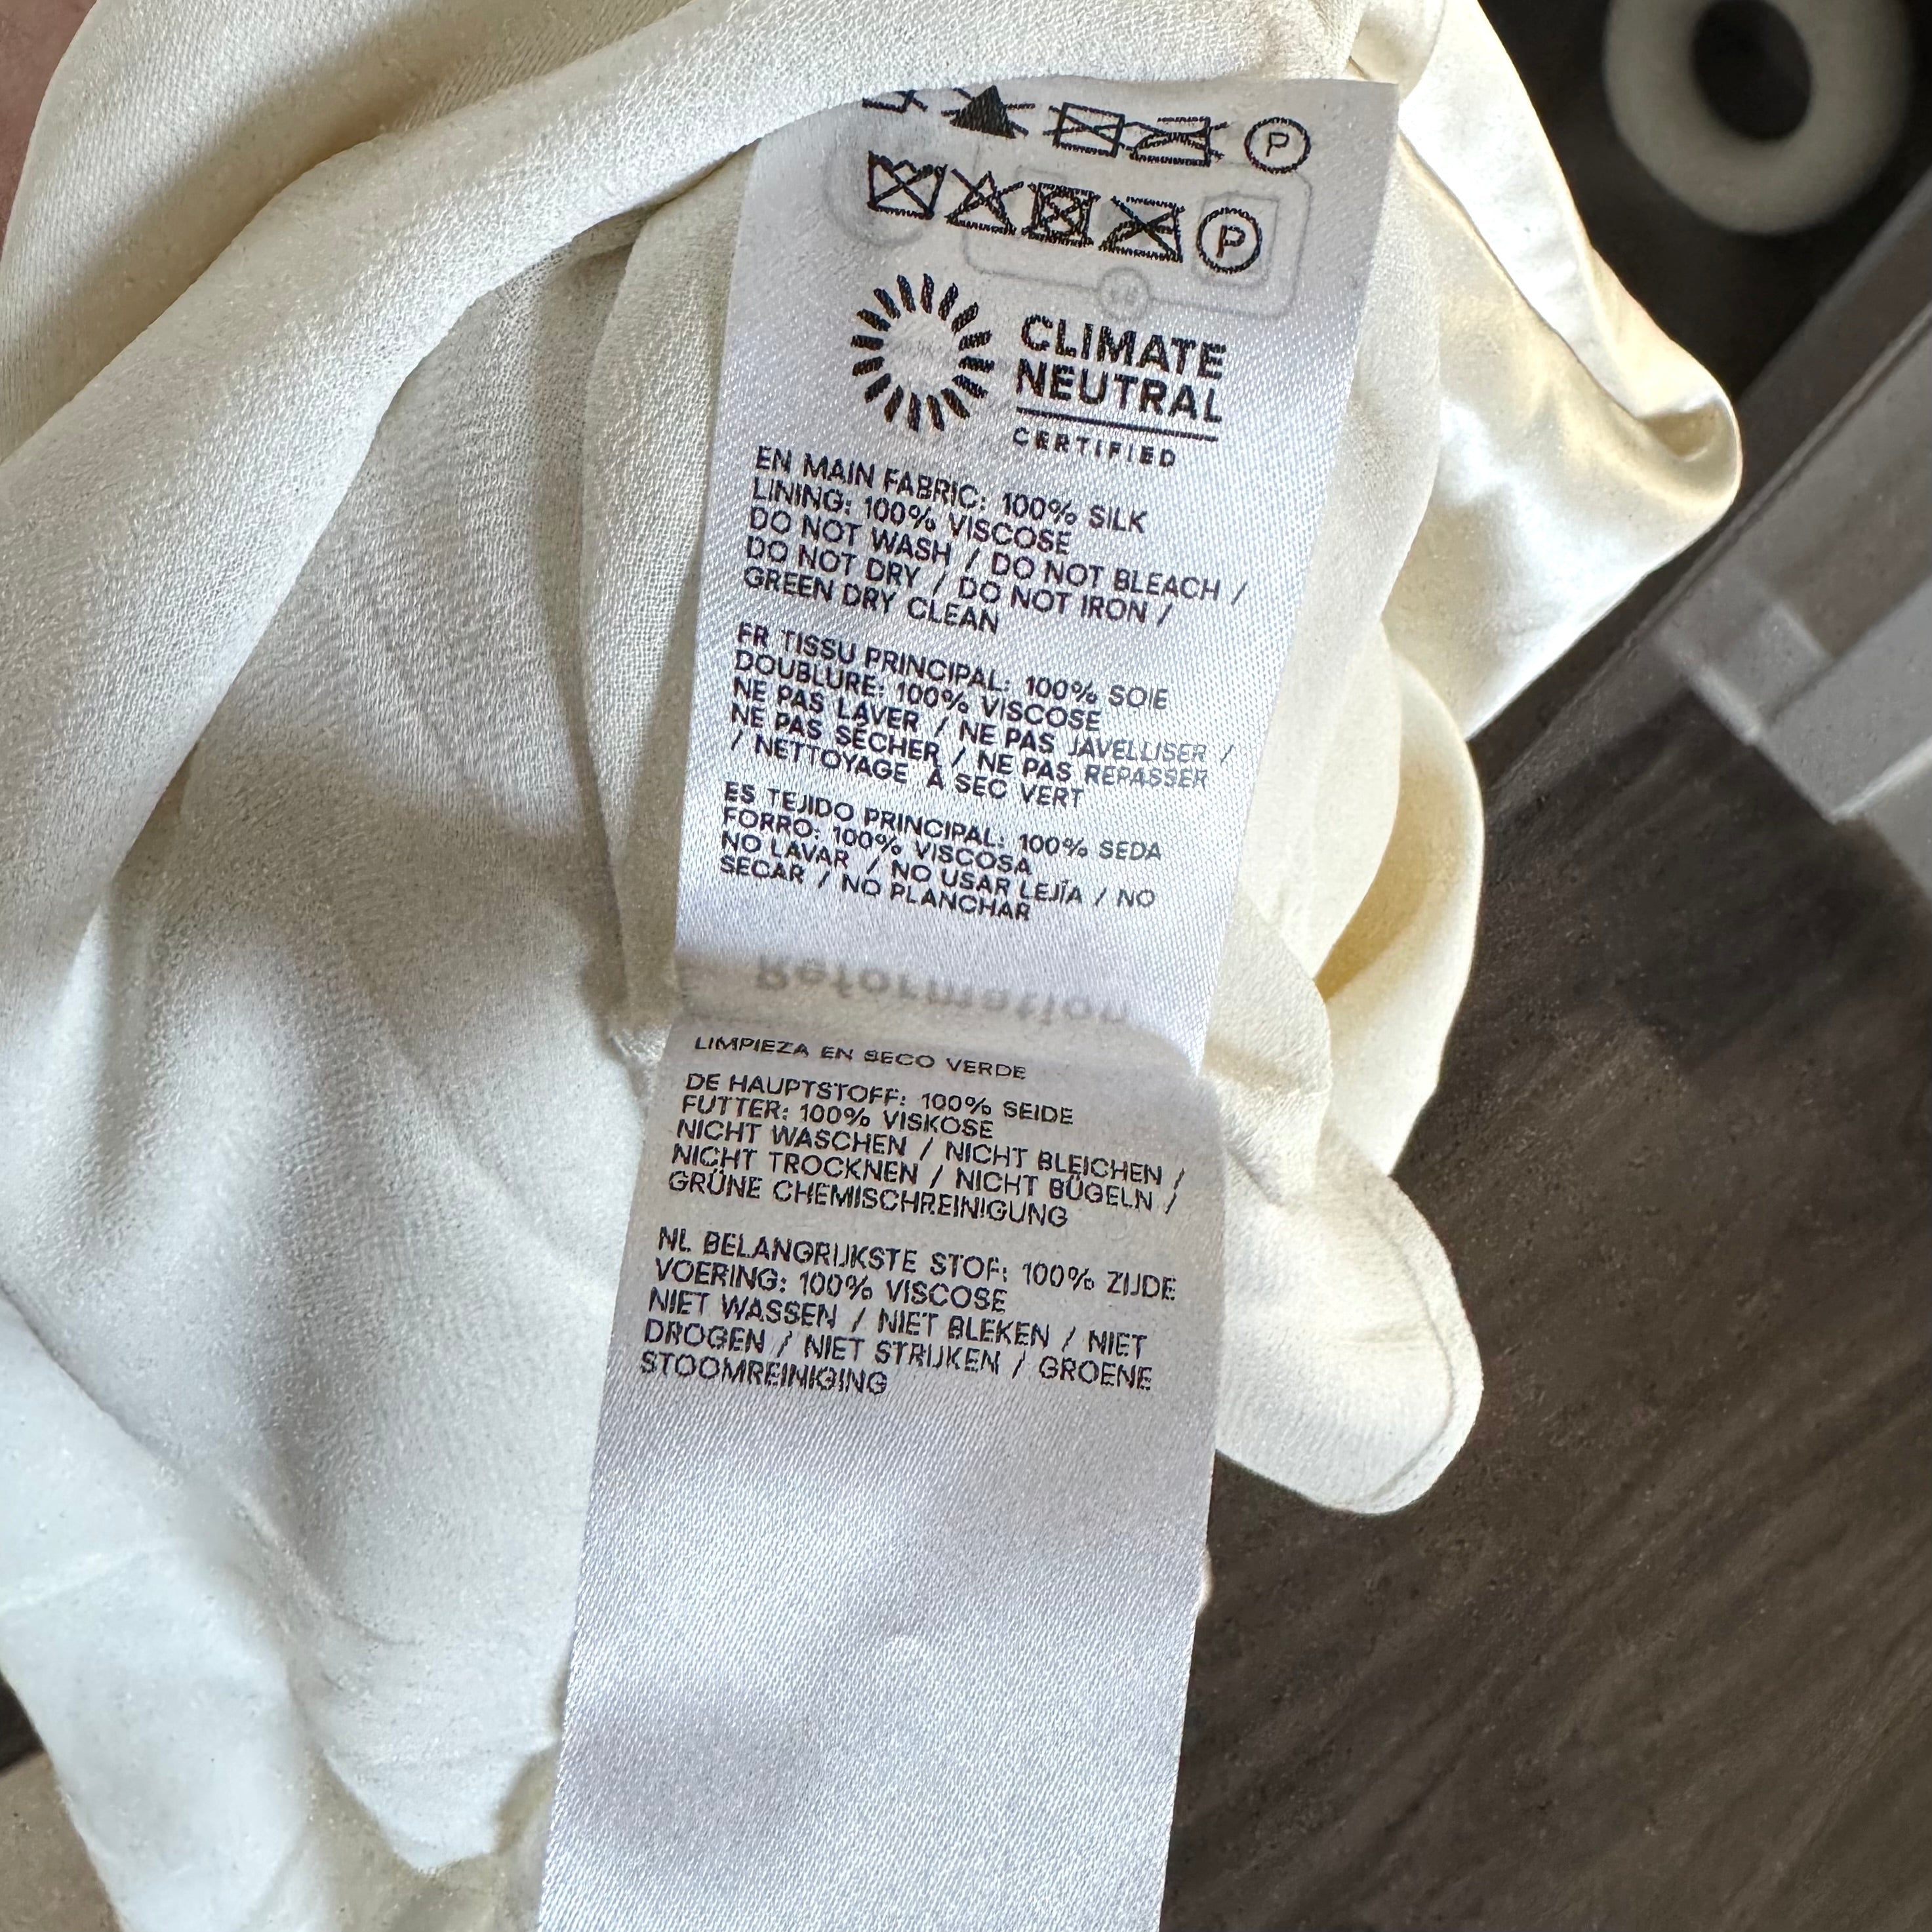 P
P
CLIMATE
NEUTRAL
CERTIFIED
EN MAIN FABRIC: 100% SILK
LINING: 100% VISCOSE
DO NOT WASH / DO NOT BLEACH /
DO NOT DRY / DO NOT IRON /
GREEN DRY CLEAN
FR TISSU PRINCIPAL: 100% SOIE
DOUBLURE: 100% VISCOSE
NE PAS LAVER / NE PAS JAVELLISER /
NE PAS SÉCHER / NE PAS REPASSER
/ NETTOYAGE À SEC VERT
ES TEJIDO PRINCIPAL: 100% SEDA
FORRO: 100% VISCOSA
NO LAVAR / NO USAR LEJÍA / NO
SECAR / NO PLANCHAR
Reformation
LIMPIEZA EN SECO VERDE
DE HAUPTSTOFF: 100% SEIDE
FUTTER: 100% VISKOSE
NICHT WASCHEN / NICHT BLEICHEN /
NICHT TROCKNEN / NICHT BÜGELN /
GRÜNE CHEMISCHREINIGUNG
NL BELANGRIJKSTE STOF: 100% ZIJDE
VOERING: 100% VISCOSE
NIET WASSEN / NIET BLEKEN / NIET
DROGEN / NIET STRIJKEN / GROENE
STOOMREINIGING